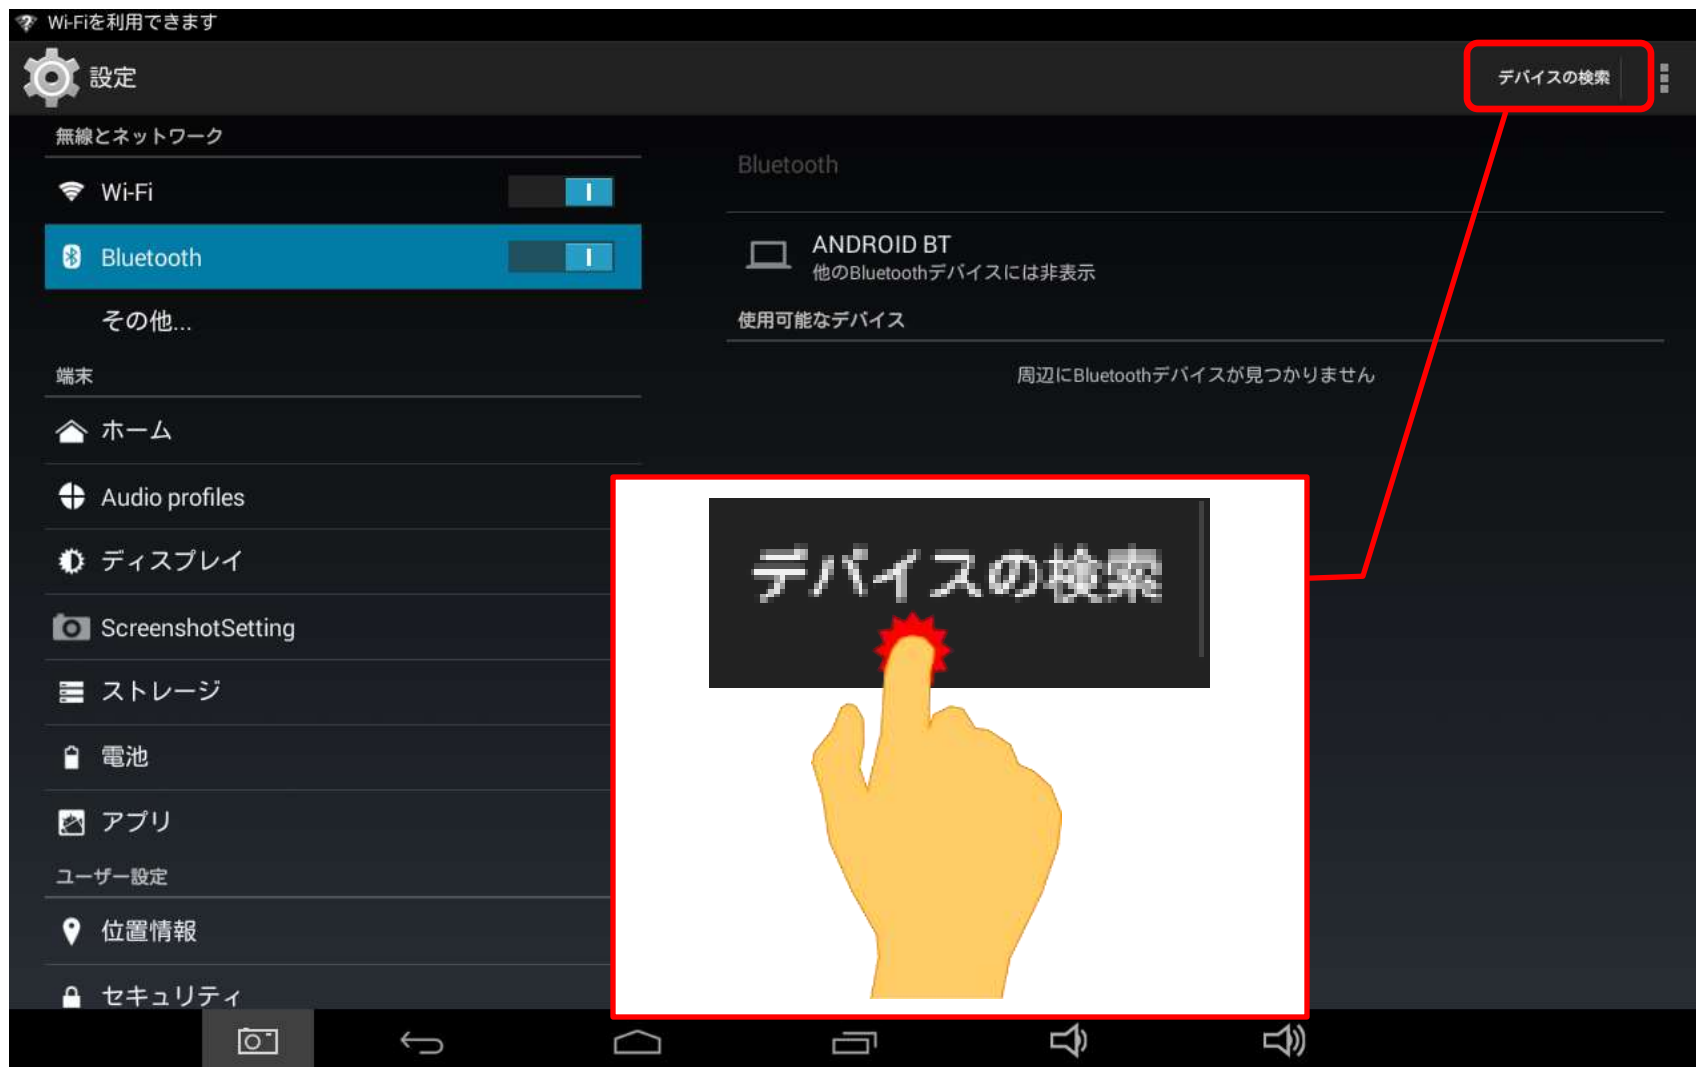 Wi-Fiを利用できます
設定
デバイスの検索
無線とネットワーク
Wi-Fi
Bluetooth
その他...
端末
ホーム
Audio profiles
ディスプレイ
ScreenshotSetting
ストレージ
電池
アプリ
ユーザー設定
位置情報
セキュリティ
Bluetooth
ANDROID BT
他のBluetoothデバイスには非表示
使用可能なデバイス
周辺にBluetoothデバイスが見つかりません
デバイスの検索